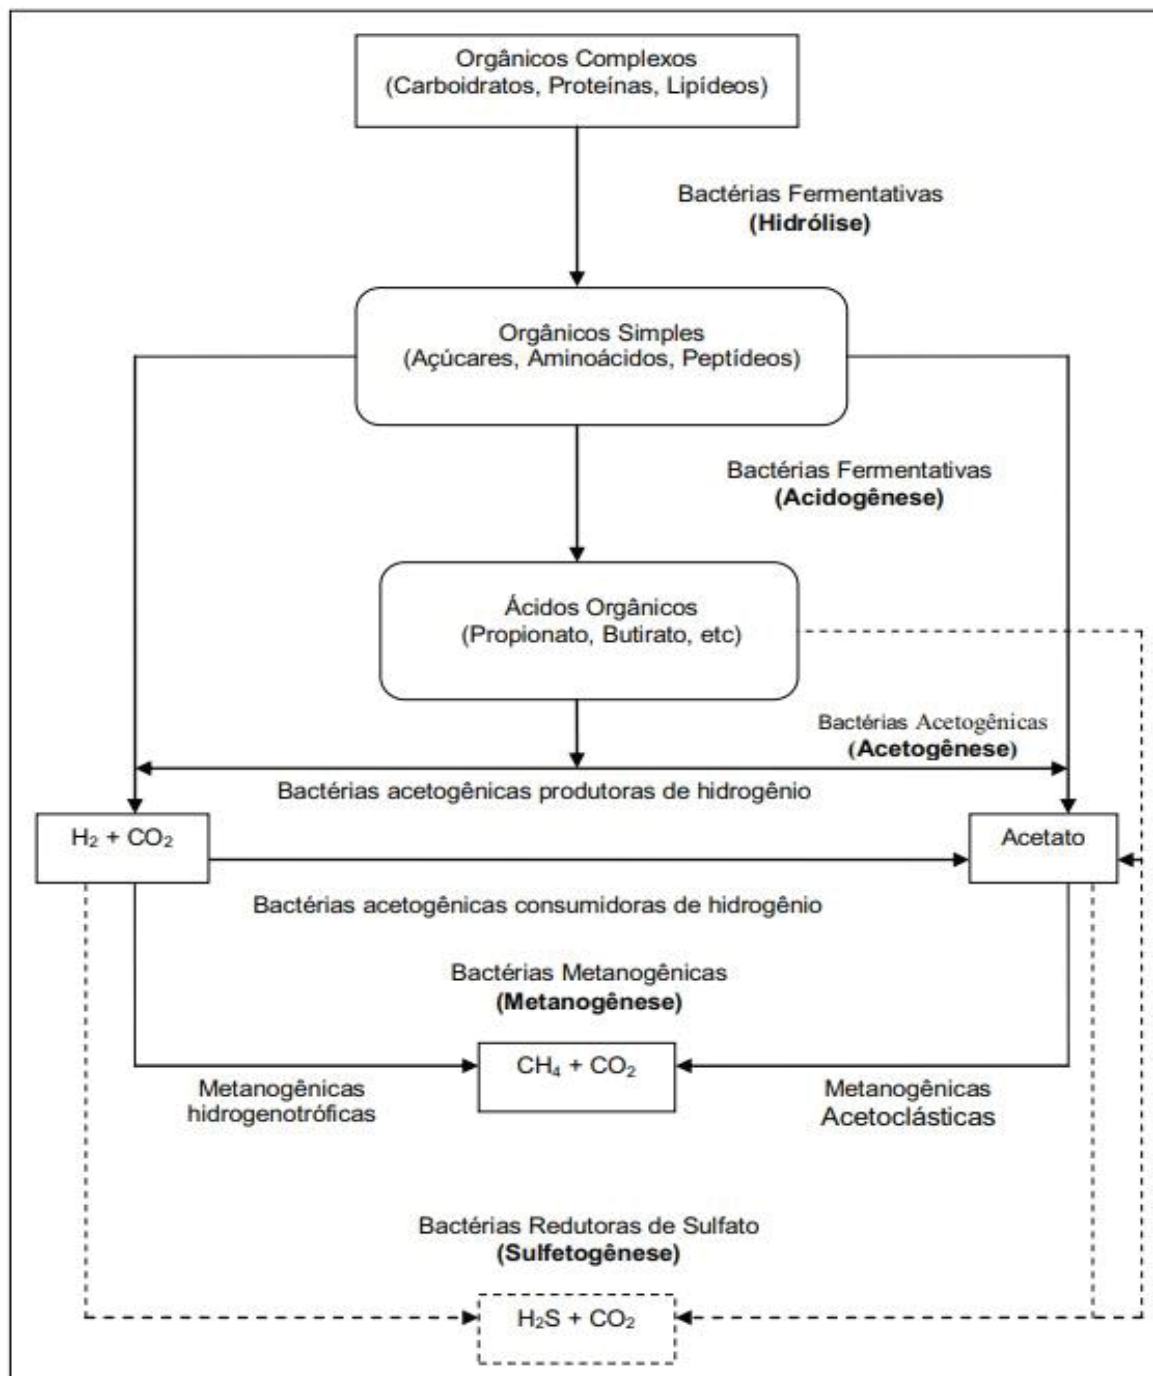 Orgânicos Complexos
(Carboidratos, Proteínas, Lipídeos)
Bactérias Fermentativas
(Hidrólise)
Orgânicos Simples
(Açúcares, Aminoácidos, Peptídeos)
Bactérias Fermentativas
(Acidogênese)
Ácidos Orgânicos
(Propionato, Butirato, etc)
Bactérias Acetogênicas
(Acetogênese)
Bactérias acetogênicas produtoras de hidrogênio
H₂ + CO₂
Acetato
Bactérias acetogênicas consumidoras de hidrogênio
Bactérias Metanogênicas
(Metanogênese)
CH₄ + CO₂
Metanogênicas
hidrogenotróficas
Metanogênicas
Acetoclásticas
Bactérias Redutoras de Sulfato
(Sulfetogênese)
H₂S + CO₂